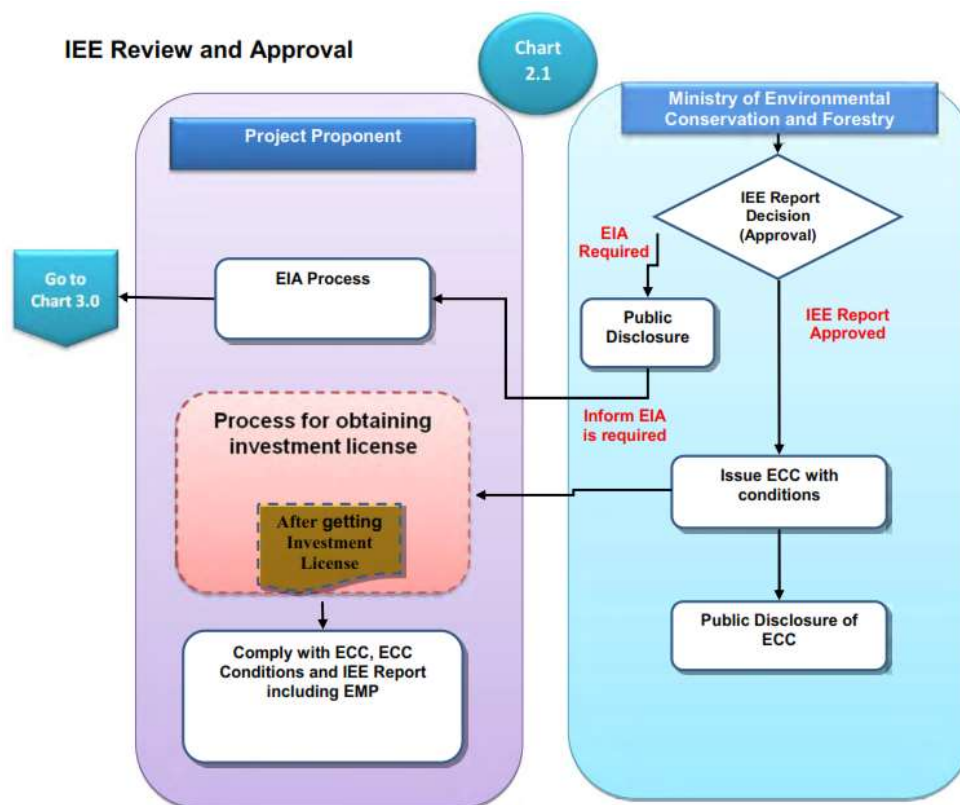 IEE Review and Approval
Chart
2.1
Project Proponent
Ministry of Environmental
Conservation and Forestry
IEE Report
Decision
(Approval)
EIA
Required
IEE Report
Approved
Go to
Chart 3.0
EIA Process
Public
Disclosure
Inform EIA
is required
Process for obtaining
investment license
After getting
Investment
License
Issue ECC with
conditions
Public Disclosure of
ECC
Comply with ECC, ECC
Conditions and IEE Report
including EMP